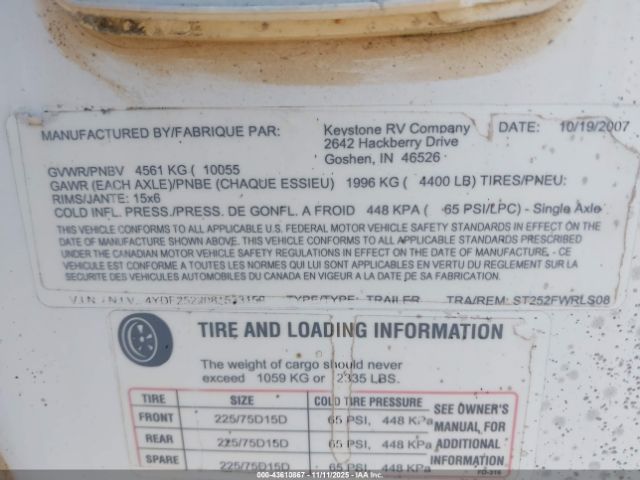 MANUFACTURED BY/FABRIQUE PAR: Keystone RV Company DATE: 10/19/2007
2642 Hackberry Drive
Goshen, IN 46526
GVWR/PNBV 4561 KG ( 10055
GAWR (EACH AXLE)/PNBE (CHAQUE ESSIEU) 1996 KG ( 4400 LB) TIRES/PNEU:
RIMS/JANTE: 15x6
COLD INFL. PRESS./PRESS. DE GONFL. A FROID 448 KPA ( 65 PSI/LPC) - Single Axle
THIS VEHICLE CONFORMS TO ALL APPLICABLE U.S. FEDERAL MOTOR VEHICLE SAFETY STANDARDS IN EFFECT ON THE
DATE OF MANUFACTURE SHOWN ABOVE. THIS VEHICLE CONFORMS TO ALL APPLICABLE STANDARDS PRESCRIBED
UNDER THE CANADIAN MOTOR VEHICLE SAFETY REGULATIONS IN EFFECT ON THE DATE OF MANUFACTURE. - CE
VEHICULE EST CONFORME A TOUTES LES NORMES QUI LUI SONT APPLICABLES EN VERTU DU REGLEMENT SUR LA
SECURITE DES VEHICULES AUTOMOBILES DU CANADA EN VIGUEUR A LA DATE DE SA FABRICATION.
V I N / N I V. TYPE/TYPE: TRAILER TRA/REM: ST252FWRLS08
TIRE AND LOADING INFORMATION
The weight of cargo should never
exceed 1059 KG or 2335 LBS.
TIRE SIZE COLD TIRE PRESSURE SEE OWNER'S
FRONT 225/75D15D 65 PSI, 448 KPa MANUAL FOR
REAR 225/75D15D 65 PSI, 448 KPa ADDITIONAL
SPARE 225/75D15D 65 PSI, 448 KPa INFORMATION
FO-316
000-43610867 - 11/11/2025 - IAA, Inc.